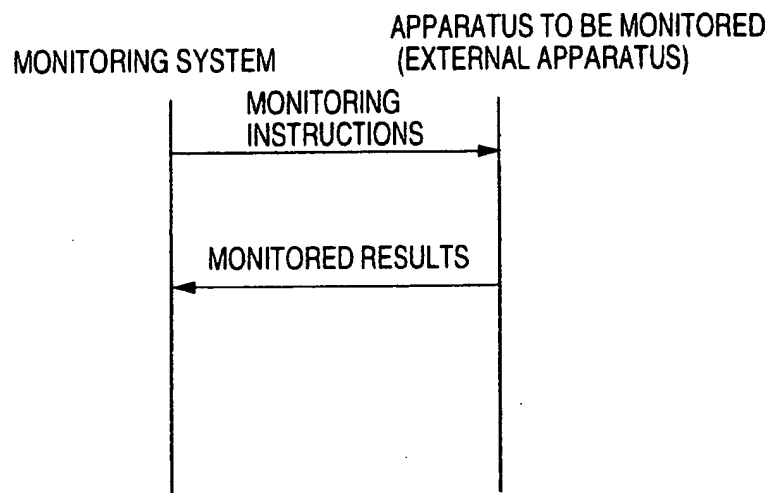 APPARATUS TO BE MONITORED
(EXTERNAL APPARATUS)
MONITORING SYSTEM
MONITORING
INSTRUCTIONS
MONITORED RESULTS